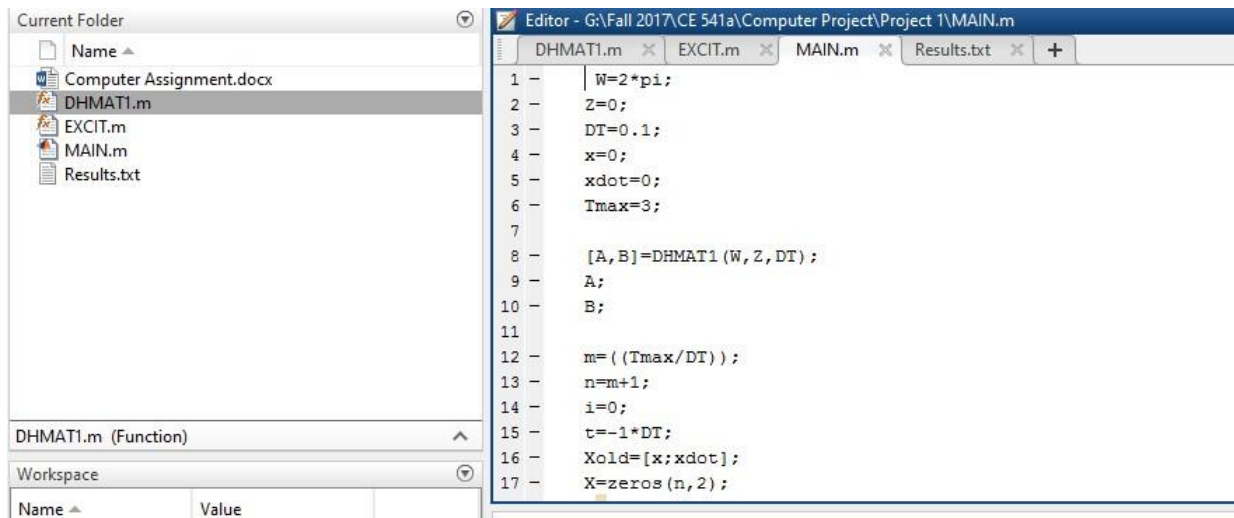 Current Folder
Name
Computer Assignment.docx
DHMAT1.m
EXCIT.m
MAIN.m
Results.txt
DHMAT1.m (Function)
Workspace
Name Value
Editor - G:\Fall 2017\CE 541a\Computer Project\Project 1\MAIN.m
DHMAT1.m EXCIT.m MAIN.m Results.txt +
1 - W=2*pi;
2 - Z=0;
3 - DT=0.1;
4 - x=0;
5 - xdot=0;
6 - Tmax=3;
7
8 - [A,B]=DHMAT1(W,Z,DT);
9 - A;
10 - B;
11
12 - m=((Tmax/DT));
13 - n=m+1;
14 - i=0;
15 - t=-1*DT;
16 - Xold=[x;xdot];
17 - X=zeros(n,2);